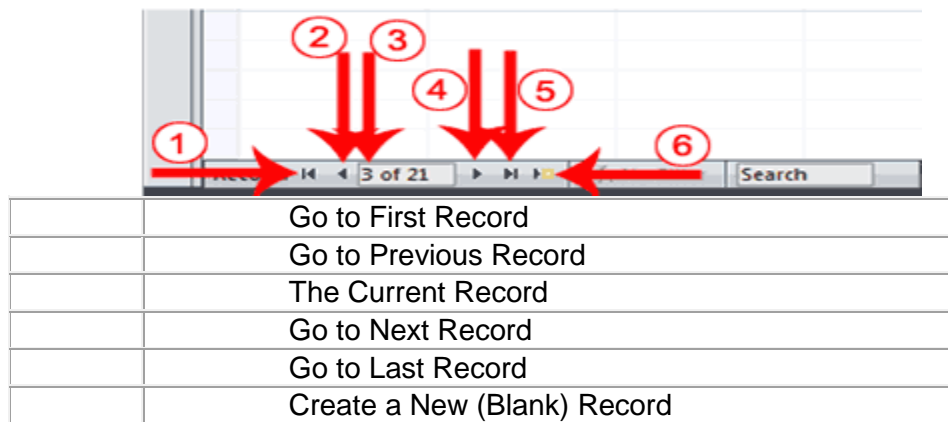 2 3
4 5
1 6
3 of 21 Search
Go to First Record
Go to Previous Record
The Current Record
Go to Next Record
Go to Last Record
Create a New (Blank) Record